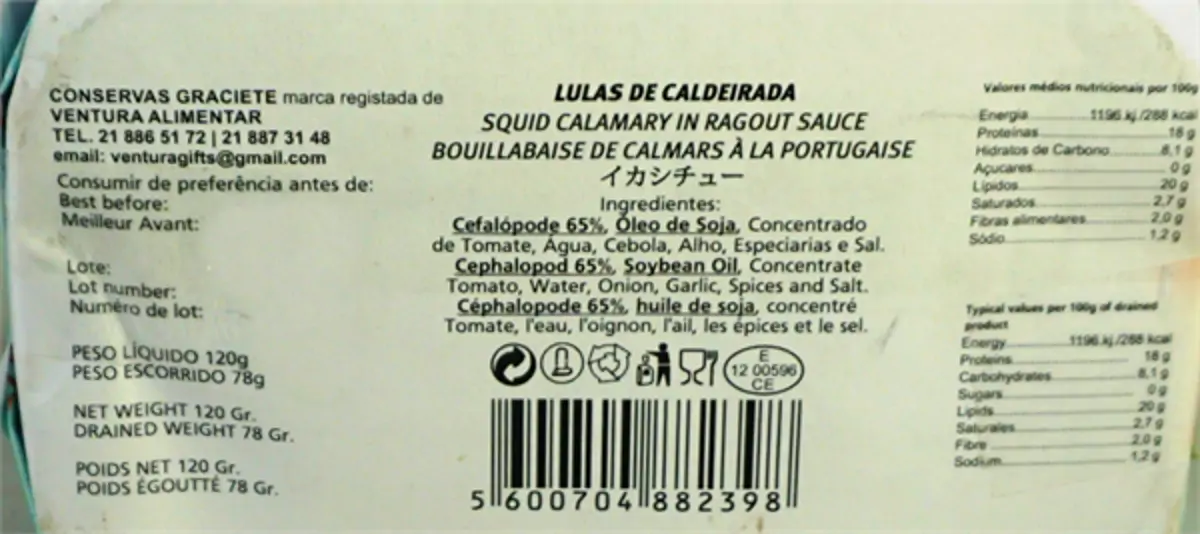 CONSERVAS GRACIETE marca registada de
VENTURA ALIMENTAR
TEL. 21 886 51 72 | 21 887 31 48
email: venturagifts@gmail.com
Consumir de preferência antes de:
Best before:
Meilleur Avant:
Lote:
Lot number:
Numéro de lot:
PESO LÍQUIDO 120g
PESO ESCORRIDO 78g
NET WEIGHT 120 Gr.
DRAINED WEIGHT 78 Gr.
POIDS NET 120 Gr.
POIDS ÉGOUTTÉ 78 Gr.
LULAS DE CALDEIRADA
SQUID CALAMARY IN RAGOUT SAUCE
BOUILLABAISE DE CALMARS À LA PORTUGAISE
イカシチュー
Ingredientes:
Cefalópode 65%, Óleo de Soja, Concentrado
de Tomate, Água, Cebola, Alho, Especiarias e Sal.
Cephalopod 65%, Soybean Oil, Concentrate
Tomato, Water, Onion, Garlic, Spices and Salt.
Céphalopode 65%, huile de soja, concentré
Tomate, l'eau, l'oignon, l'ail, les épices et le sel.
E
12 00596
CE
5 600704 882398
Valores médios nutricionais por 100g
Energia 1196 kj./288 kcal
Proteinas 18 g
Hidratos de Carbono 8,1 g
Açucares 0 g
Lípidos 20 g
Saturados 2,7 g
Fibras alimentares 2,0 g
Sódio 1,2 g
Typical values per 100g of drained
product
Energy 1196 kj./288 kcal
Proteins 18 g
Carbohydrates 8,1 g
Sugars 0 g
Lipids 20 g
Saturates 2,7 g
Fibre 2,0 g
Sodium 1,2 g